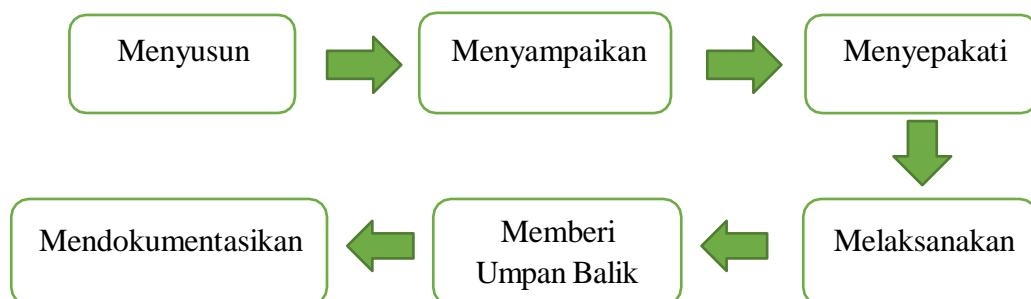 Menyusun
Menyampaikan
Menyepakati
Melaksanakan
Memberi
Umpan Balik
Mendokumentasikan